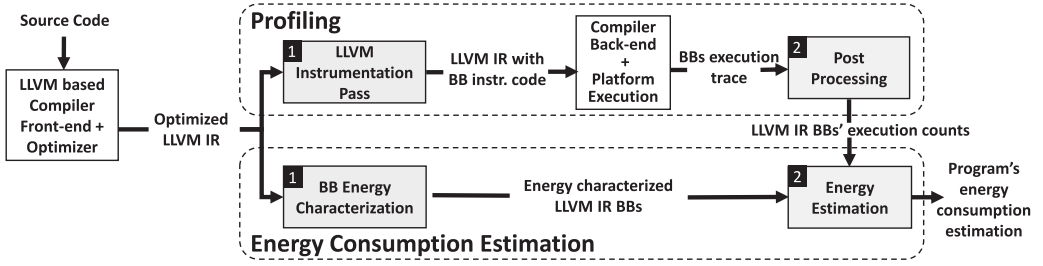 Source Code
LLVM based
Compiler
Front-end +
Optimizer
Optimized
LLVM IR
Profiling
1
LLVM
Instrumentation
Pass
LLVM IR with
BB instr. code
Compiler
Back-end
+
Platform
Execution
BBs execution
trace
2
Post
Processing
LLVM IR BBs' execution counts
1
BB Energy
Characterization
Energy characterized
LLVM IR BBs
2
Energy
Estimation
Program's
energy
consumption
estimation
Energy Consumption Estimation